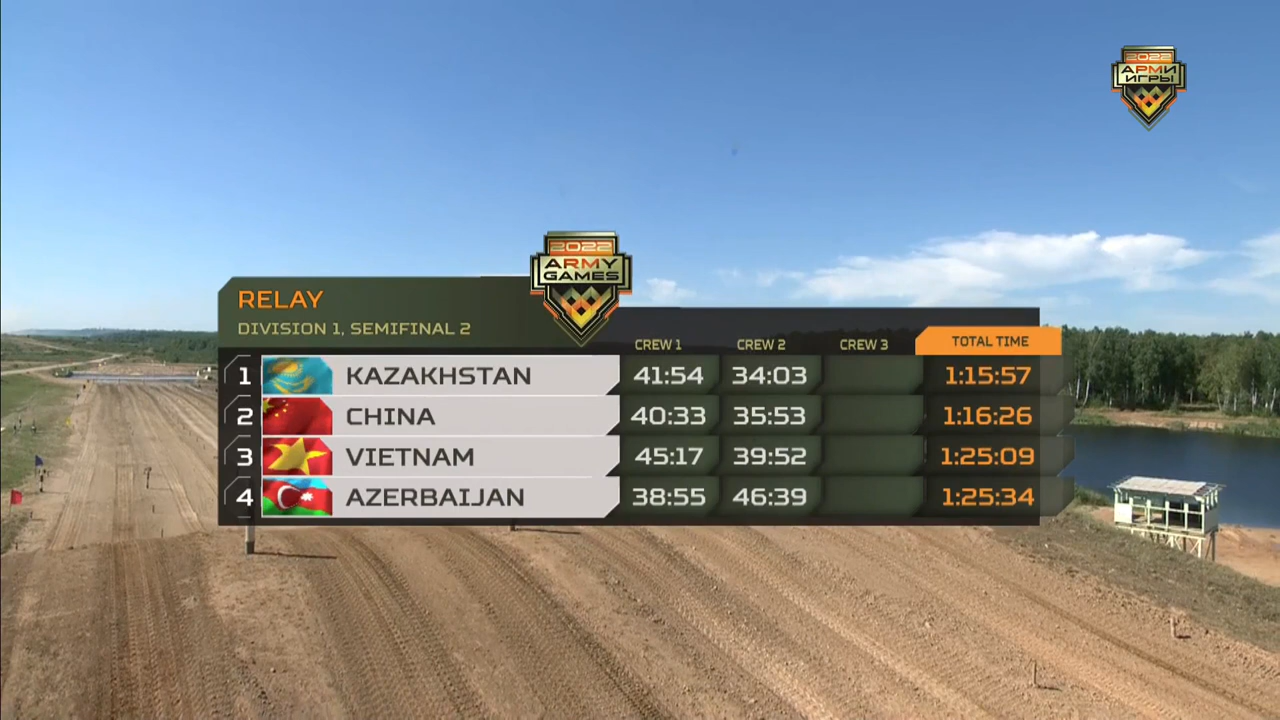 2022
АРМИ
ИГРЫ
2022
ARMY
GAMES
RELAY
DIVISION 1, SEMIFINAL 2
CREW 1 CREW 2 CREW 3 TOTAL TIME
1 KAZAKHSTAN 41:54 34:03 1:15:57
2 CHINA 40:33 35:53 1:16:26
3 VIETNAM 45:17 39:52 1:25:09
4 AZERBAIJAN 38:55 46:39 1:25:34